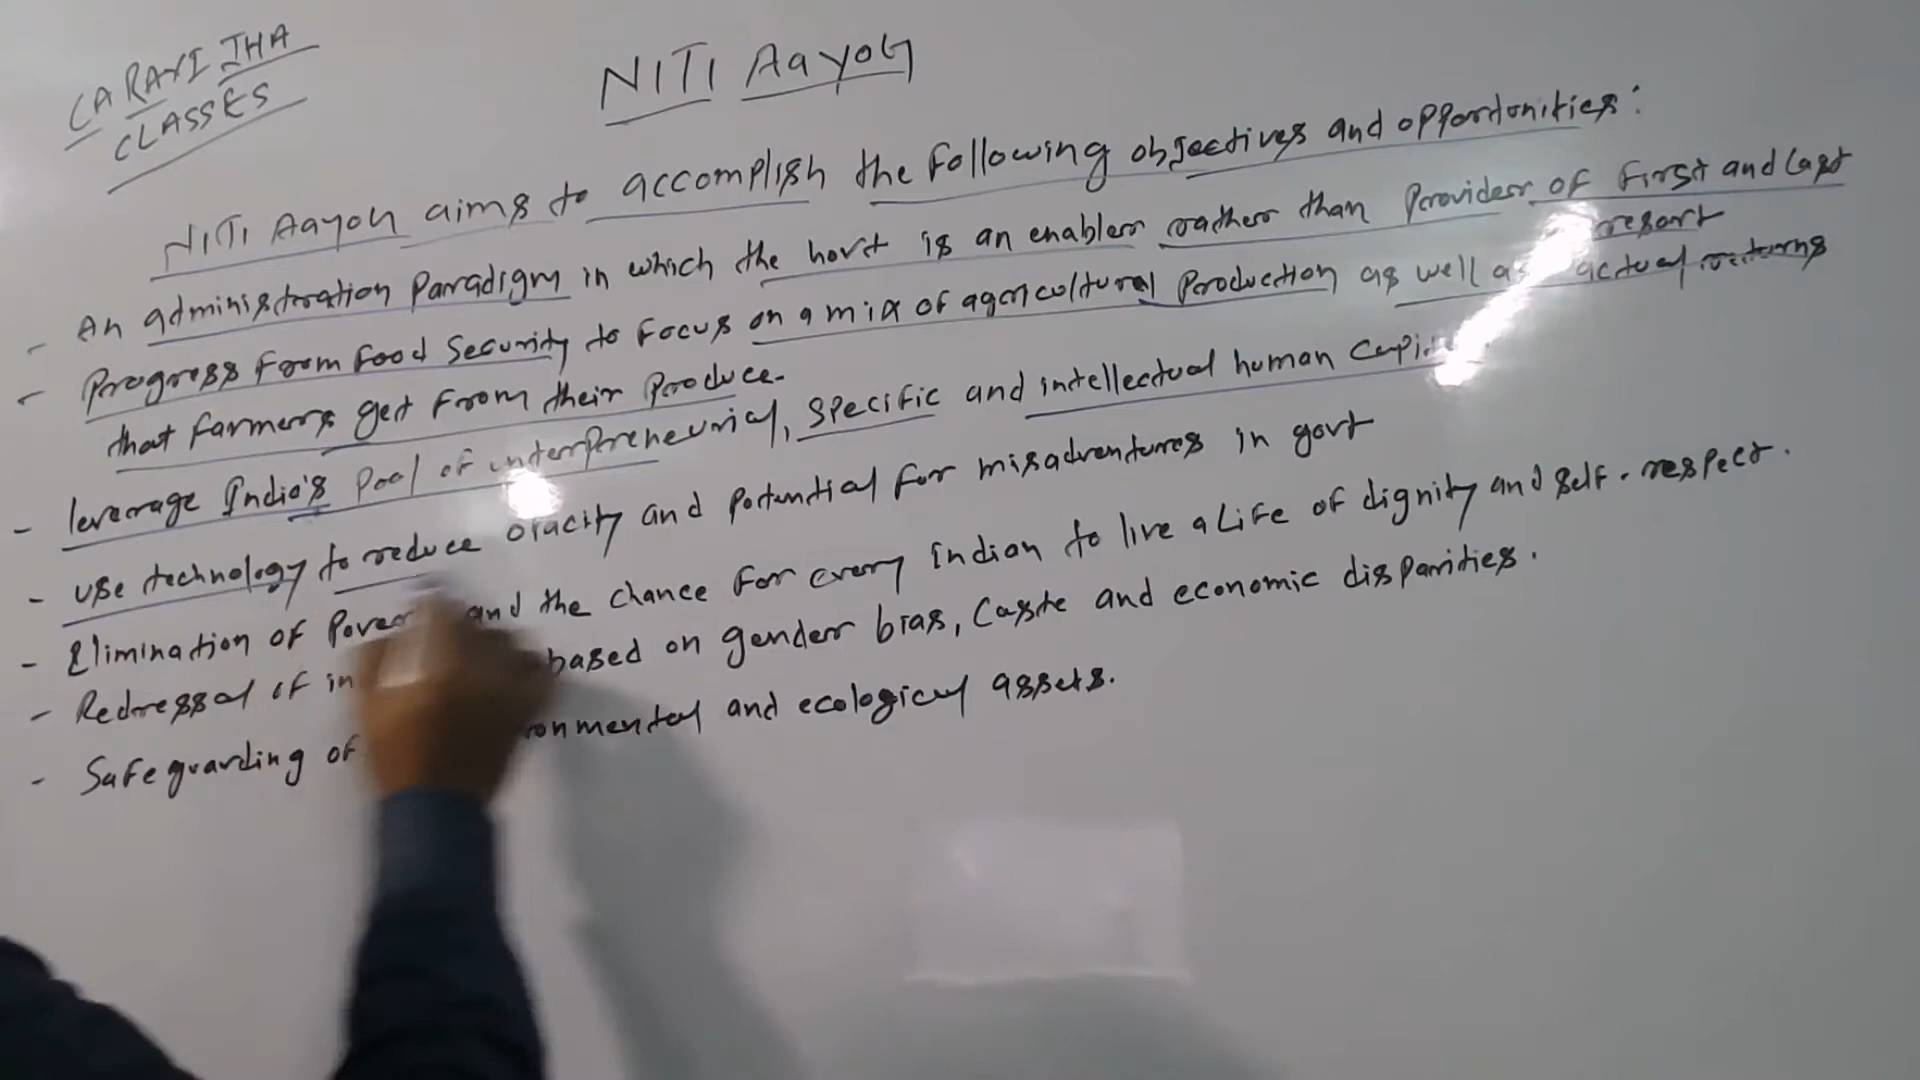 CA RAVI JHA
CLASSES
NITI Aayog
NITI Aayog aims to accomplish the following objectives and opportunities:
- An administration Paradigm in which the Govt is an enabler rather than Provider of first and last
resort
- Progress from food security to focus on a mix of agricultural Production as well as actual returns
that farmers get from their Produce.
- leverage India's Pool of enterpreneurial, specific and intellectual human
- use technology to reduce opacity and potential for misadventures in govt
- Elimination of and the chance for every indian to live a life of dignity and self-respect.
- Redressal of based on gender bias, caste and economic disparities.
- Safeguarding of and ecological assets.